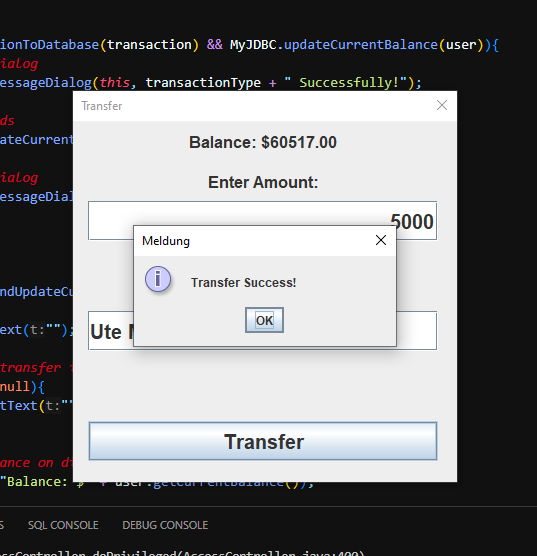 ionToDatabase(transaction) && MyJDBC.updateCurrentBalance(user)){
ialog
essageDialog(this, transactionType + " Successfully!");
ds
ateCurrent
ialog
essageDial
ndUpdateCu
ext(t:"");
transfer
null){
tText(t:""
ance on di
"Balance: $" + user.getCurrentBalance());
Transfer
Balance: $60517.00
Enter Amount:
5000
Meldung
Transfer Success!
OK
Ute
Transfer
SQL CONSOLE
DEBUG CONSOLE
essController.doPrivileged(AccessController.java:400)